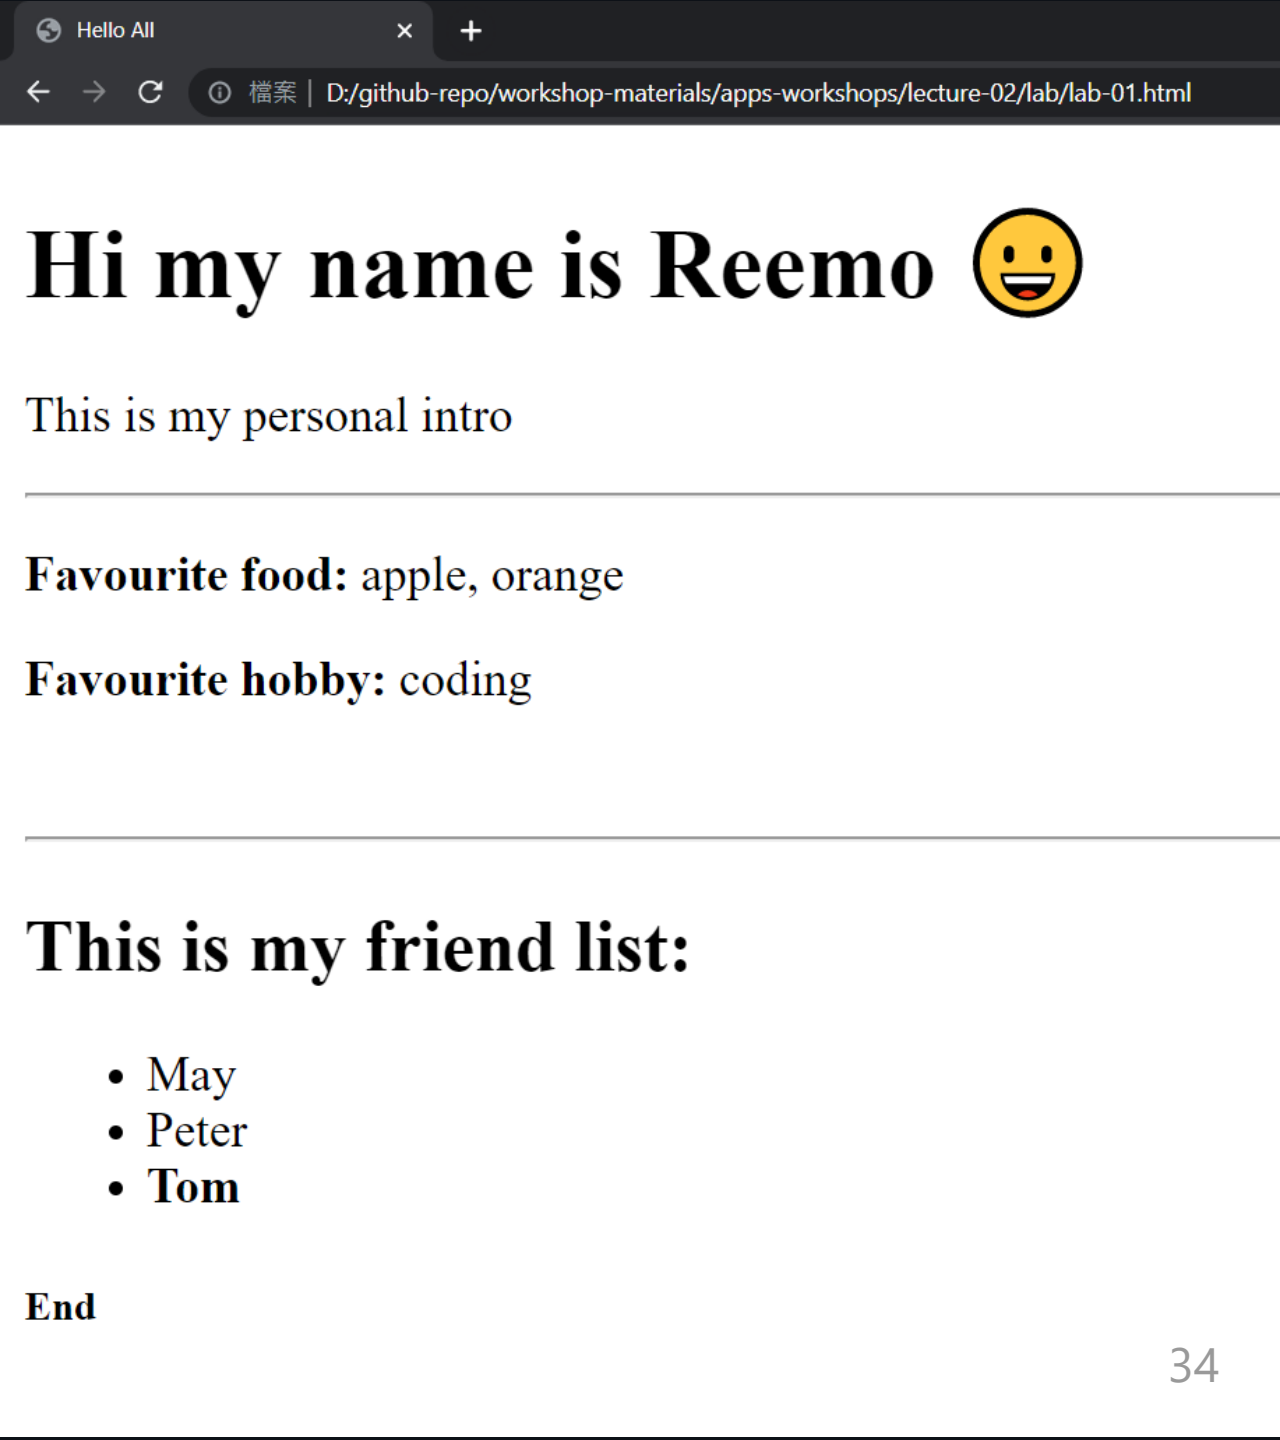 Hello All
檔案 | D:/github-repo/workshop-materials/apps-workshops/lecture-02/lab/lab-01.html
Hi my name is Reemo 😀
This is my personal intro
Favourite food: apple, orange
Favourite hobby: coding
This is my friend list:
• May
• Peter
• Tom
End
34